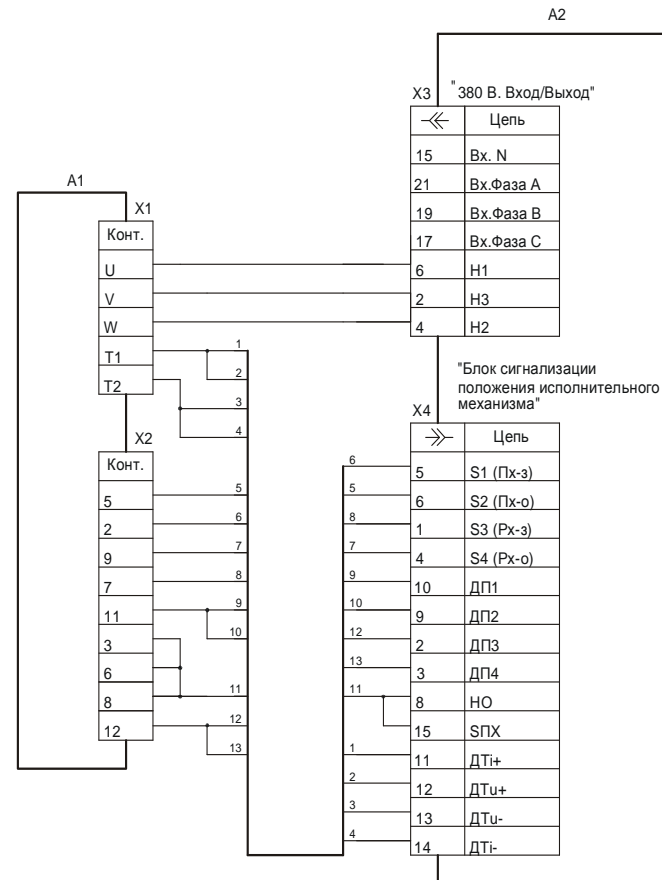 A2
X3 "380 В. Вход/Выход"
Цепь
15 Вх. N
21 Вх.Фаза А
19 Вх.Фаза В
17 Вх.Фаза С
6 Н1
2 Н3
4 Н2
A1
X1
Конт.
U
V
W
T1
T2
1
2
3
4
X2
Конт.
5
2
9
7
11
3
6
8
12
5
6
7
8
9
10
11
12
13
"Блок сигнализации
положения исполнительного
механизма"
X4
Цепь
6 5 S1 (Пх-з)
5 6 S2 (Пх-о)
8 1 S3 (Рх-з)
7 4 S4 (Рх-о)
9 10 ДП1
10 9 ДП2
12 2 ДП3
13 3 ДП4
11 8 НО
15 SПХ
1 11 ДТi+
2 12 ДТu+
3 13 ДТu-
4 14 ДТi-